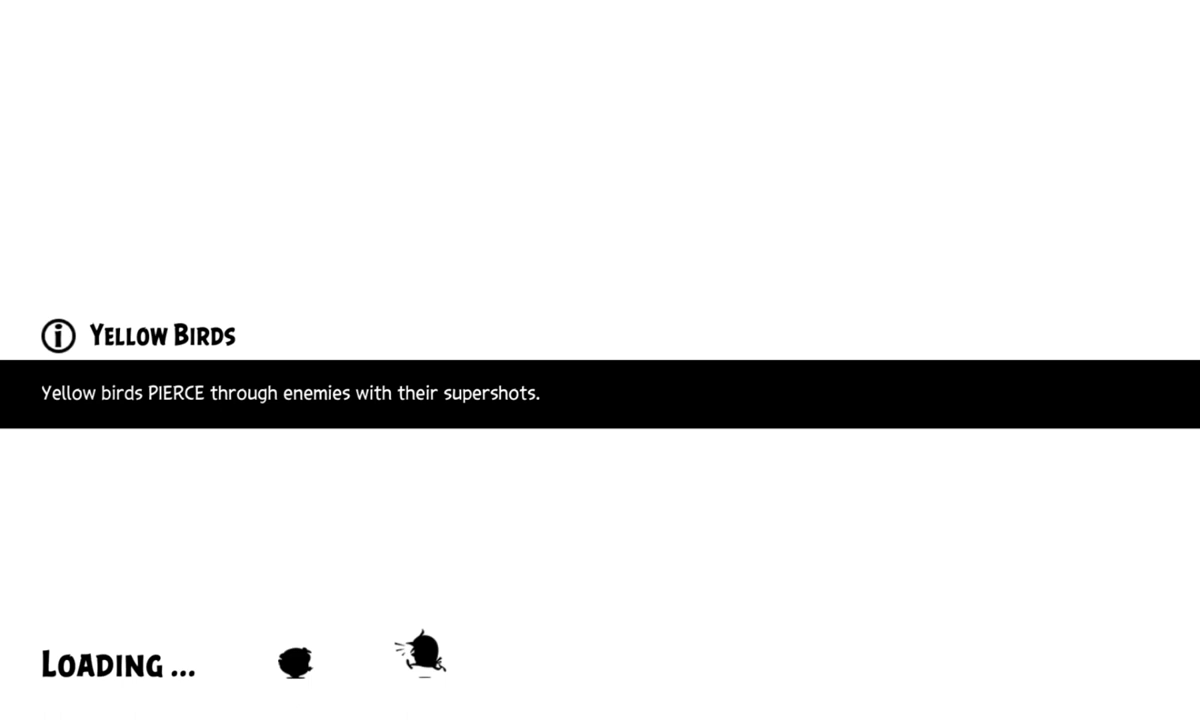 Yellow Birds
Yellow birds PIERCE through enemies with their supershots.
Loading ...